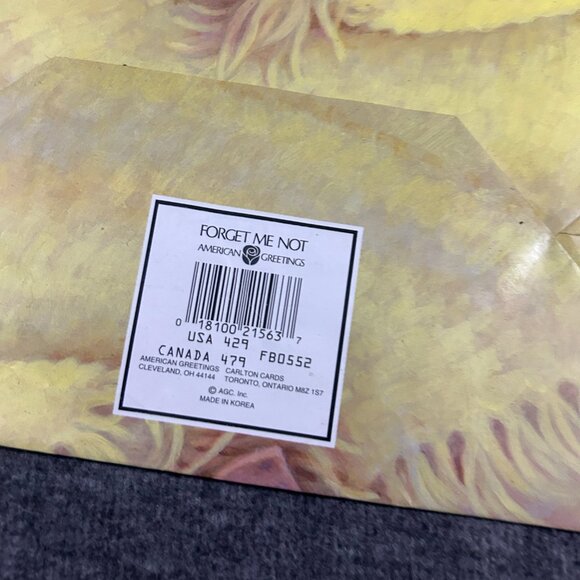 FORGET ME NOT
AMERICAN GREETINGS
0 18100 21563 7
USA 429 FB0552
CANADA 479
AMERICAN GREETINGS CARLTON CARDS
CLEVELAND, OH 44144 TORONTO, ONTARIO M8Z 1S7
© AGC, Inc.
MADE IN KOREA